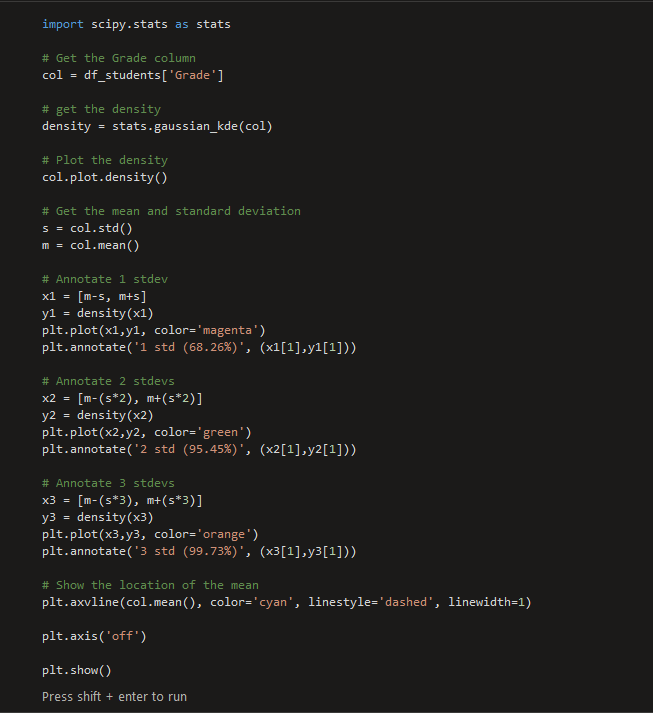 import scipy.stats as stats
# Get the Grade column
col = df_students['Grade']
# get the density
density = stats.gaussian_kde(col)
# Plot the density
col.plot.density()
# Get the mean and standard deviation
s = col.std()
m = col.mean()
# Annotate 1 stdev
x1 = [m-s, m+s]
y1 = density(x1)
plt.plot(x1,y1, color='magenta')
plt.annotate('1 std (68.26%)', (x1[1],y1[1]))
# Annotate 2 stdevs
x2 = [m-(s*2), m+(s*2)]
y2 = density(x2)
plt.plot(x2,y2, color='green')
plt.annotate('2 std (95.45%)', (x2[1],y2[1]))
# Annotate 3 stdevs
x3 = [m-(s*3), m+(s*3)]
y3 = density(x3)
plt.plot(x3,y3, color='orange')
plt.annotate('3 std (99.73%)', (x3[1],y3[1]))
# Show the location of the mean
plt.axvline(col.mean(), color='cyan', linestyle='dashed', linewidth=1)
plt.axis('off')
plt.show()
Press shift + enter to run